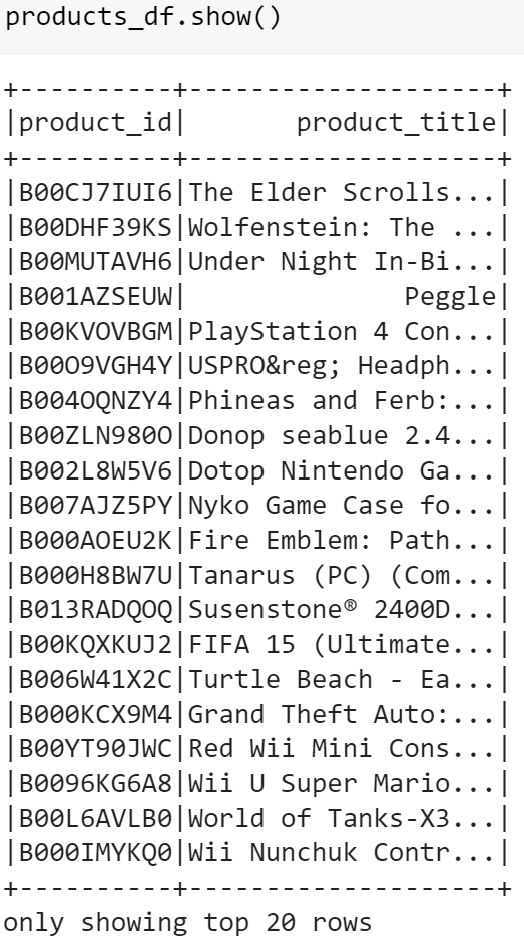 products_df.show()
+----------+--------------------+
|product_id|       product_title|
+----------+--------------------+
|B00CJ7IUI6|The Elder Scrolls...|
|B00DHF39KS|Wolfenstein: The ...|
|B00MUTAVH6|Under Night In-Bi...|
|B001AZSEUW|              Peggle|
|B00KVOVBGM|PlayStation 4 Con...|
|B00O9VGH4Y|USPRO&reg; Headph...|
|B004OQNZY4|Phineas and Ferb:...|
|B00ZLN980O|Donop seablue 2.4...|
|B002L8W5V6|Dotop Nintendo Ga...|
|B007AJZ5PY|Nyko Game Case fo...|
|B000AOEU2K|Fire Emblem: Path...|
|B000H8BW7U|Tanarus (PC) (Com...|
|B013RADQOQ|Susenstone® 2400D...|
|B00KQXKUJ2|FIFA 15 (Ultimate...|
|B006W41X2C|Turtle Beach - Ea...|
|B000KCX9M4|Grand Theft Auto:...|
|B00YT90JWC|Red Wii Mini Cons...|
|B0096KG6A8|Wii U Super Mario...|
|B00L6AVLB0|World of Tanks-X3...|
|B000IMYKQ0|Wii Nunchuk Contr...|
+----------+--------------------+
only showing top 20 rows